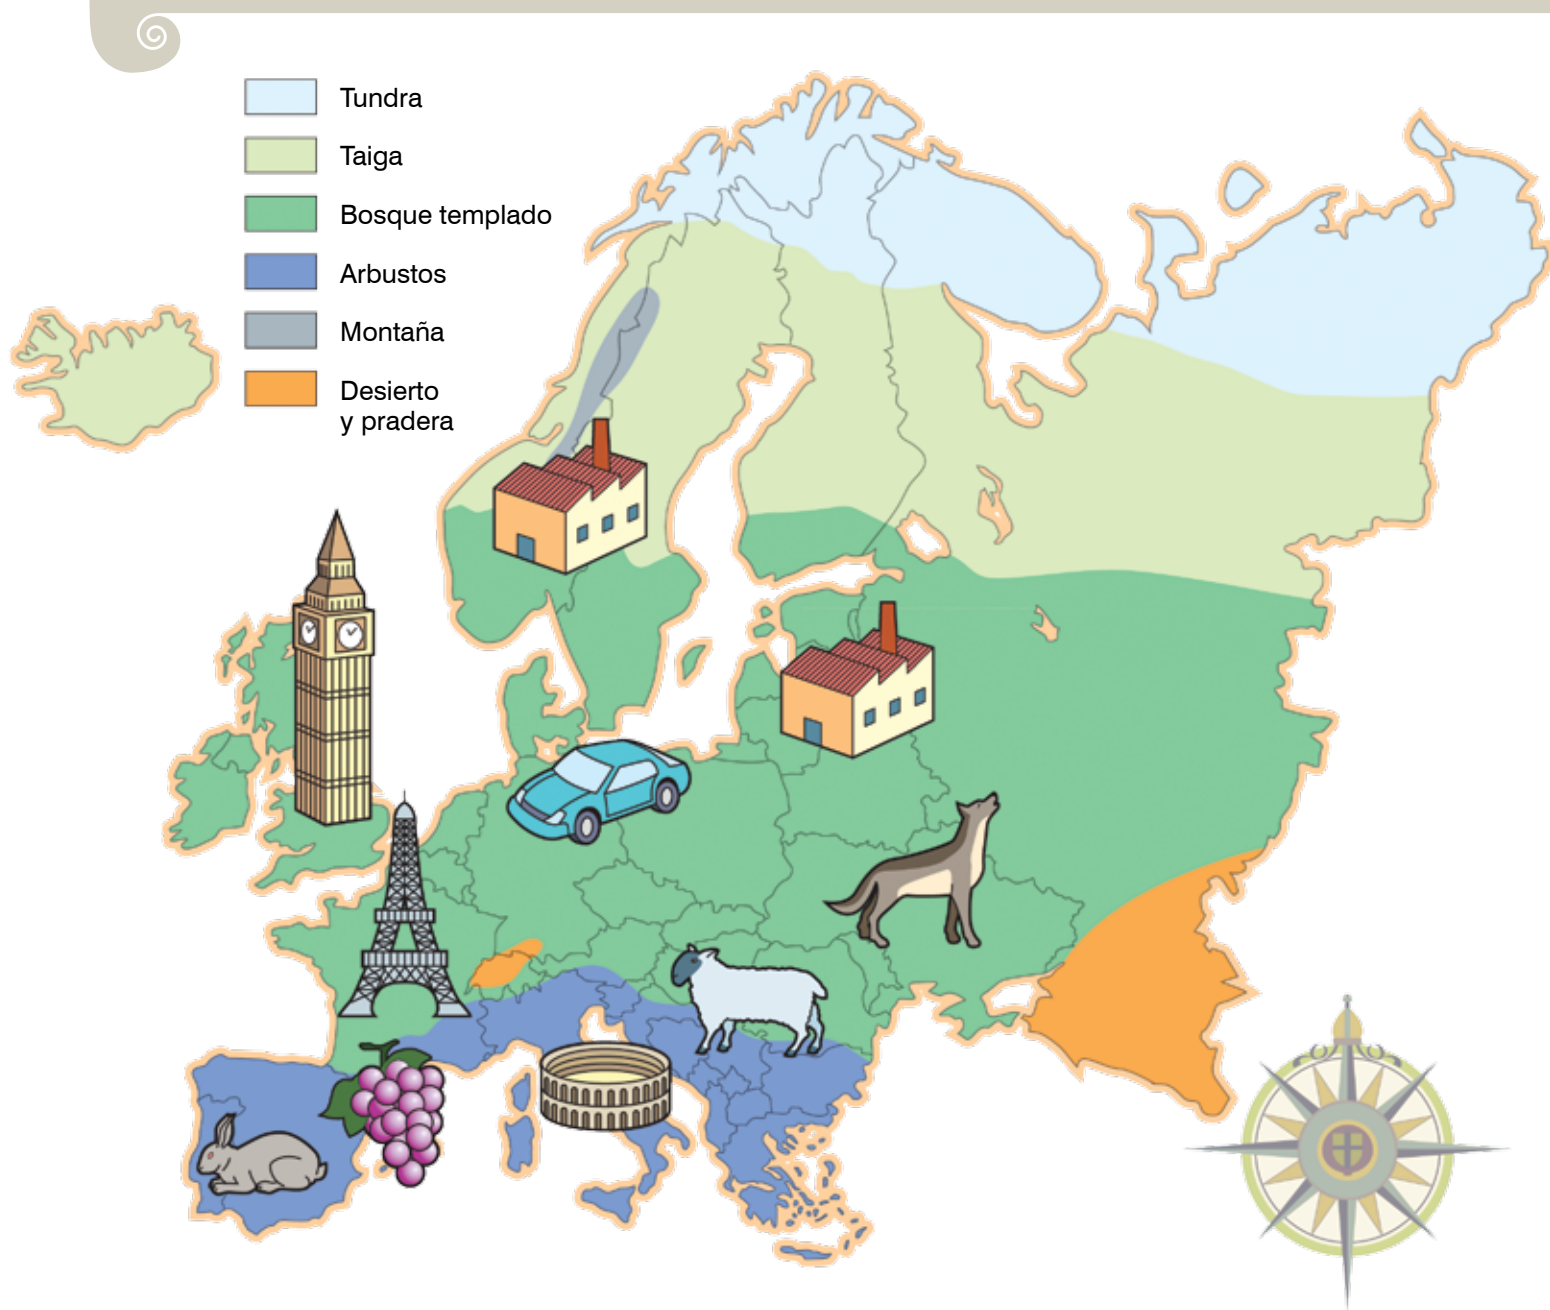 Tundra
Taiga
Bosque templado
Arbustos
Montaña
Desierto
y pradera